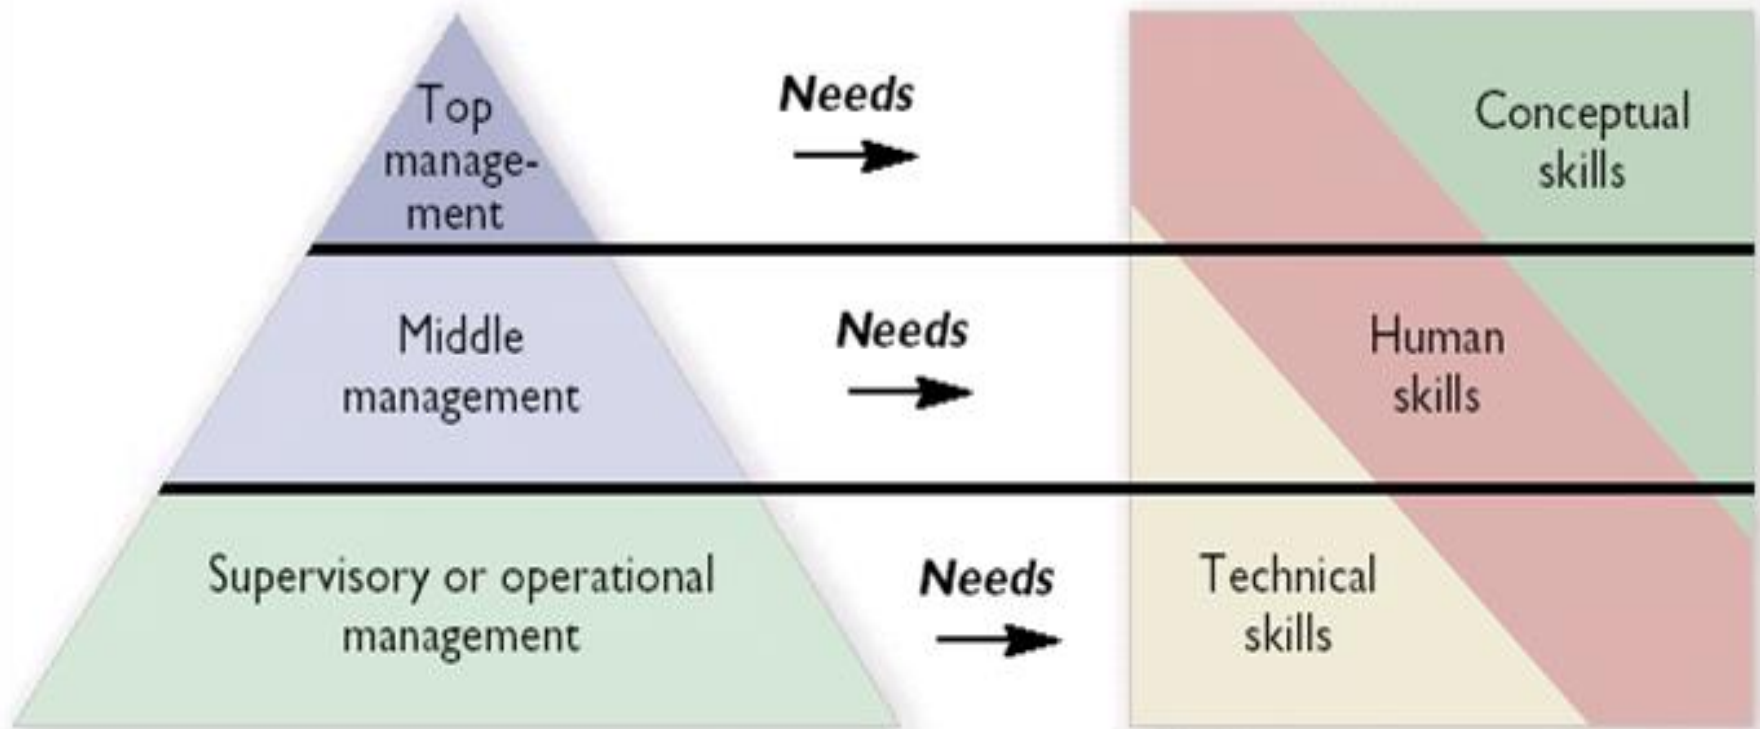 Top
manage-
ment
Needs
Conceptual
skills
Middle
management
Needs
Human
skills
Supervisory or operational
management
Needs
Technical
skills